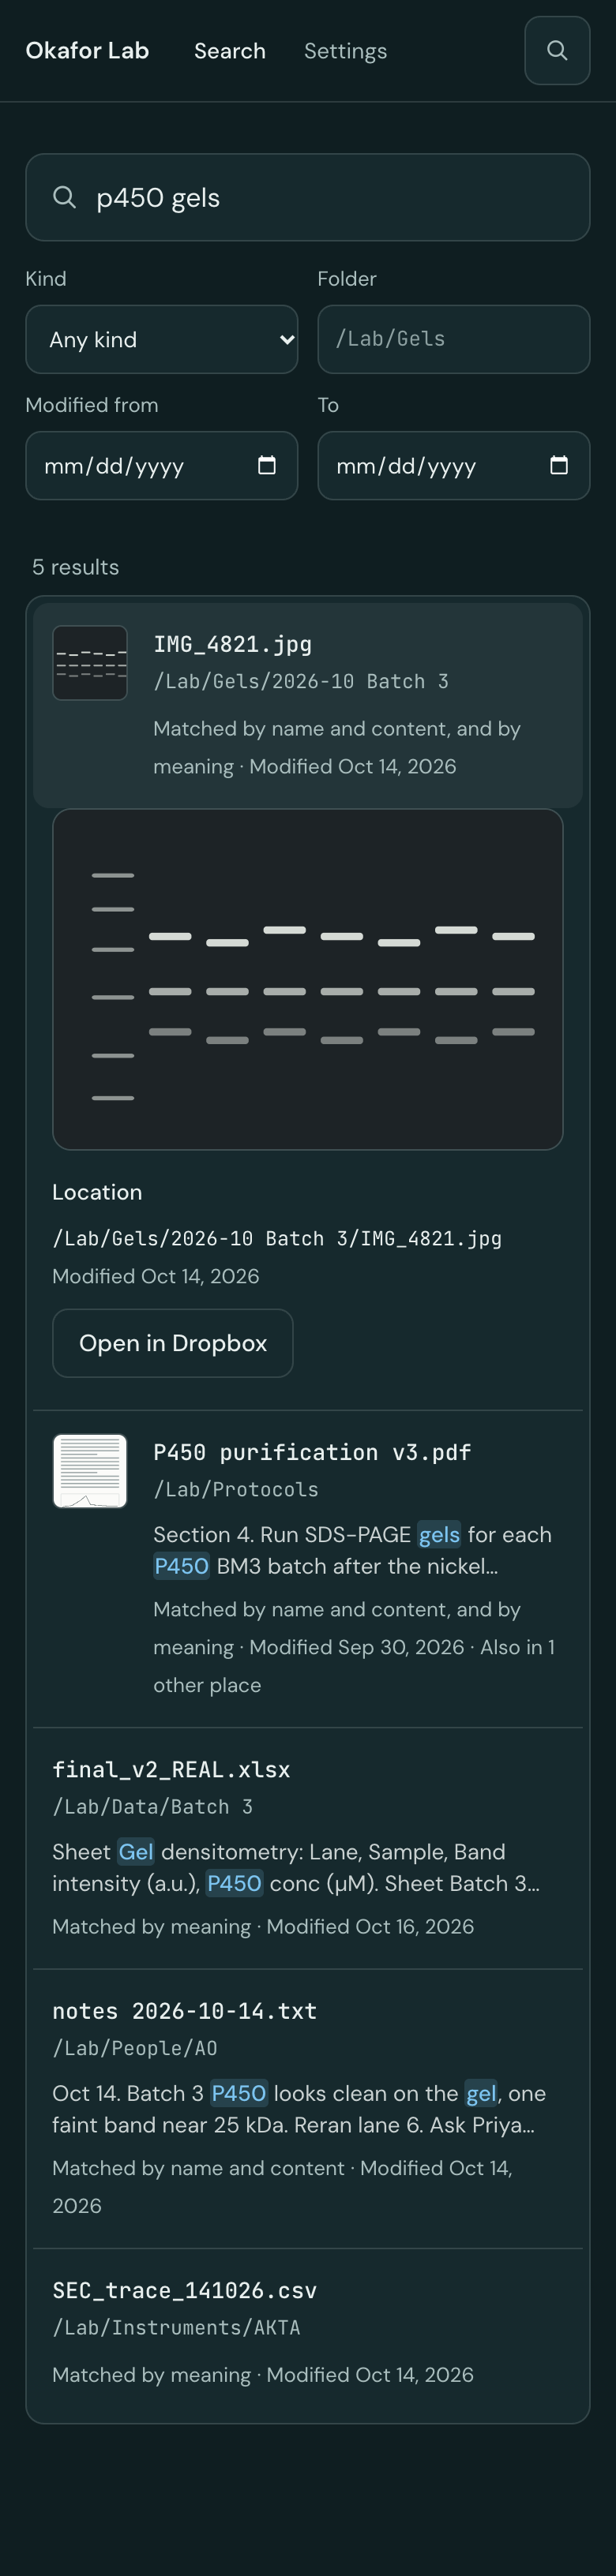 Okafor Lab Search Settings
p450 gels
Kind Folder
Any kind /Lab/Gels
Modified from To
mm/dd/yyyy mm/dd/yyyy
5 results
IMG_4821.jpg
/Lab/Gels/2026-10 Batch 3
Matched by name and content, and by
meaning · Modified Oct 14, 2026
Location
/Lab/Gels/2026-10 Batch 3/IMG_4821.jpg
Modified Oct 14, 2026
Open in Dropbox
P450 purification v3.pdf
/Lab/Protocols
Section 4. Run SDS-PAGE gels for each
P450 BM3 batch after the nickel...
Matched by name and content, and by
meaning · Modified Sep 30, 2026 · Also in 1
other place
final_v2_REAL.xlsx
/Lab/Data/Batch 3
Sheet Gel densitometry: Lane, Sample, Band
intensity (a.u.), P450 conc (µM). Sheet Batch 3...
Matched by meaning · Modified Oct 16, 2026
notes 2026-10-14.txt
/Lab/People/AO
Oct 14. Batch 3 P450 looks clean on the gel, one
faint band near 25 kDa. Reran lane 6. Ask Priya...
Matched by name and content · Modified Oct 14,
2026
SEC_trace_141026.csv
/Lab/Instruments/AKTA
Matched by meaning · Modified Oct 14, 2026